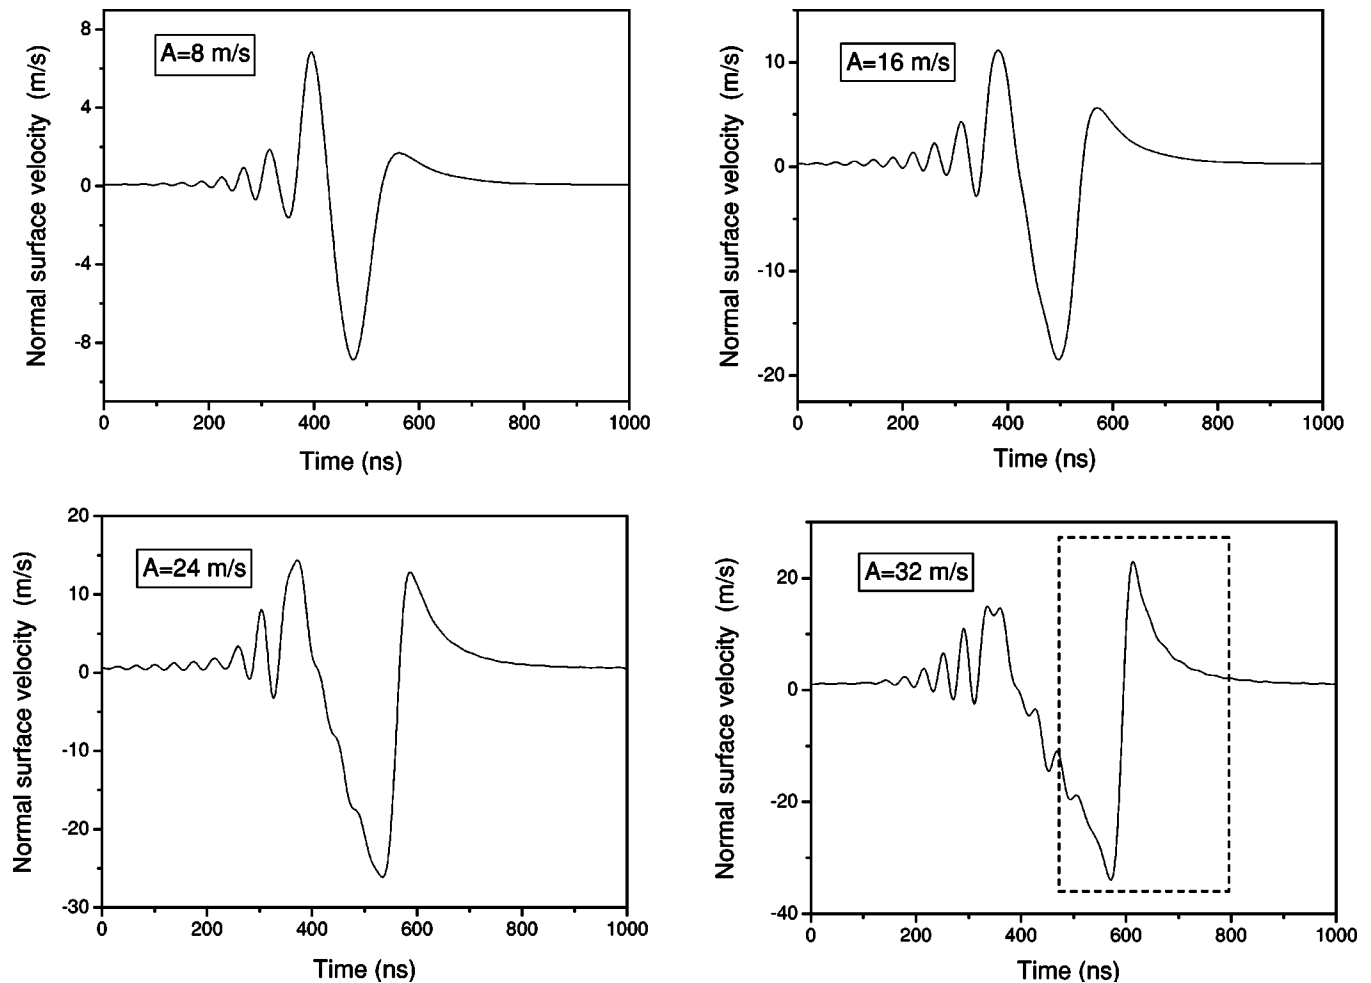 A=8 m/s
Normal surface velocity (m/s)
8
4
0
-4
-8
0 200 400 600 800 1000
Time (ns)
A=16 m/s
Normal surface velocity (m/s)
10
0
-10
-20
0 200 400 600 800 1000
Time (ns)
A=24 m/s
Normal surface velocity (m/s)
20
10
0
-10
-20
-30
0 200 400 600 800 1000
Time (ns)
A=32 m/s
Normal surface velocity (m/s)
20
0
-20
-40
0 200 400 600 800 1000
Time (ns)